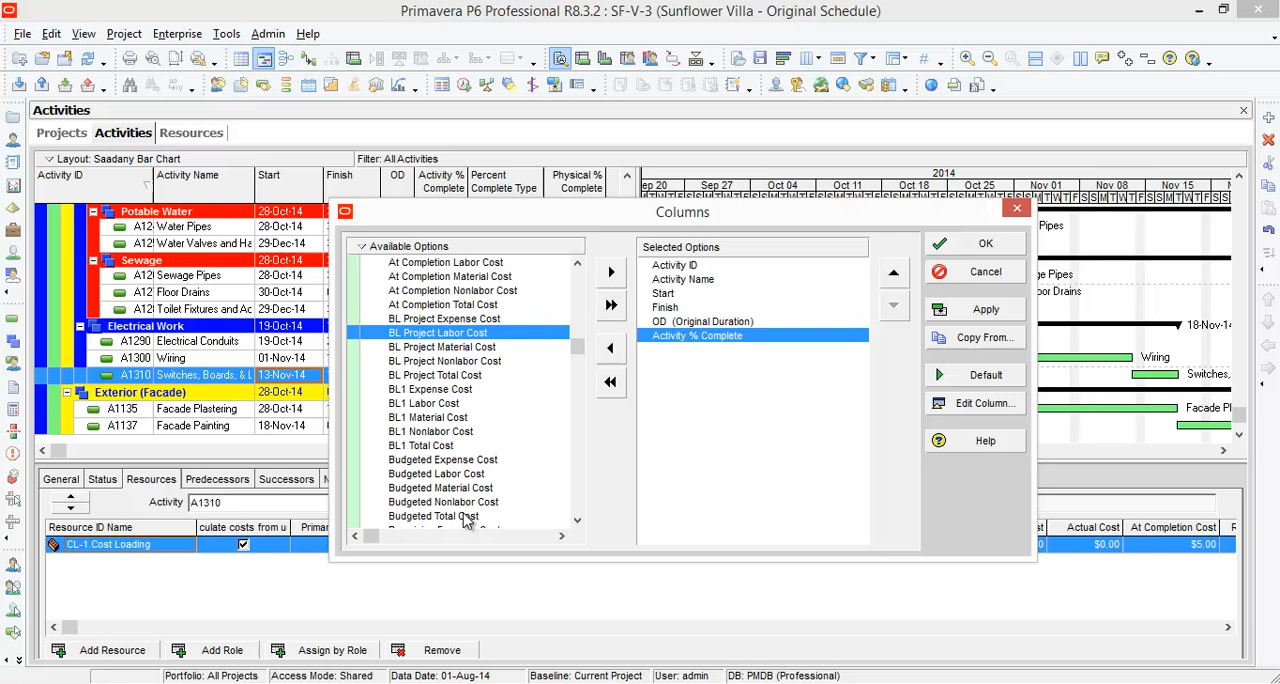 Primavera P6 Professional R8.3.2 : SF-V-3 (Sunflower Villa - Original Schedule)
File Edit View Project Enterprise Tools Admin Help
Activities
Projects Activities Resources
Layout: Saadany Bar Chart Filter: All Activities
Activity ID Activity Name Start Finish OD Activity % Complete Percent Complete Type Physical % Complete
2014
ep 20 Sep 27 Oct 04 Oct 11 Oct 18 Oct 25 Nov 01 Nov 08 Nov 15
Potable Water 28-Oct-14
A12 Water Pipes 28-Oct-14
A12 Water Valves and Ha 29-Dec-14
Sewage 28-Oct-14
A12 Sewage Pipes 28-Oct-14
A12 Floor Drains 30-Oct-14
A12 Toilet Fixtures and Ac 29-Dec-14
Electrical Work 19-Oct-14
A1290 Electrical Conduits 19-Oct-14
A1300 Wiring 01-Nov-14
A1310 Switches, Boards, & L 13-Nov-14
Exterior (Facade) 28-Oct-14
A1135 Facade Plastering 28-Oct-14
A1137 Facade Painting 18-Nov-14
Pipes
ge Pipes
or Drains
18-Nov-14
Wiring
Switches,
Facade Pl
Columns
Available Options
At Completion Labor Cost
At Completion Material Cost
At Completion Nonlabor Cost
At Completion Total Cost
BL Project Expense Cost
BL Project Labor Cost
BL Project Material Cost
BL Project Nonlabor Cost
BL Project Total Cost
BL1 Expense Cost
BL1 Labor Cost
BL1 Material Cost
BL1 Nonlabor Cost
BL1 Total Cost
Budgeted Expense Cost
Budgeted Labor Cost
Budgeted Material Cost
Budgeted Nonlabor Cost
Budgeted Total Cost
Selected Options
Activity ID
Activity Name
Start
Finish
OD (Original Duration)
Activity % Complete
OK
Cancel
Apply
Copy From...
Default
Edit Column...
Help
General Status Resources Predecessors Successors
Activity A1310
Resource ID Name culate costs from u Primar Actual Cost At Completion Cost
CL-1.Cost Loading $0.00 $5.00
Add Resource Add Role Assign by Role Remove
Portfolio: All Projects Access Mode: Shared Data Date: 01-Aug-14 Baseline: Current Project User: admin DB: PMDB (Professional)